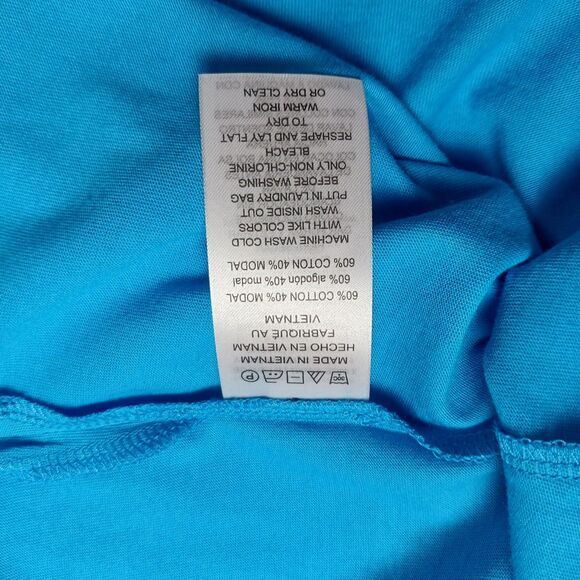 MADE IN VIETNAM
HECHO EN VIETNAM
FABRIQUÉ AU
VIETNAM
60% COTTON 40% MODAL
60% algodón 40% modal
60% COTON 40% MODAL
MACHINE WASH COLD
WITH LIKE COLORS
WASH INSIDE OUT
PUT IN LAUNDRY BAG
BEFORE WASHING
ONLY NON-CHLORINE
BLEACH
RESHAPE AND LAY FLAT
TO DRY
WARM IRON
OR DRY CLEAN